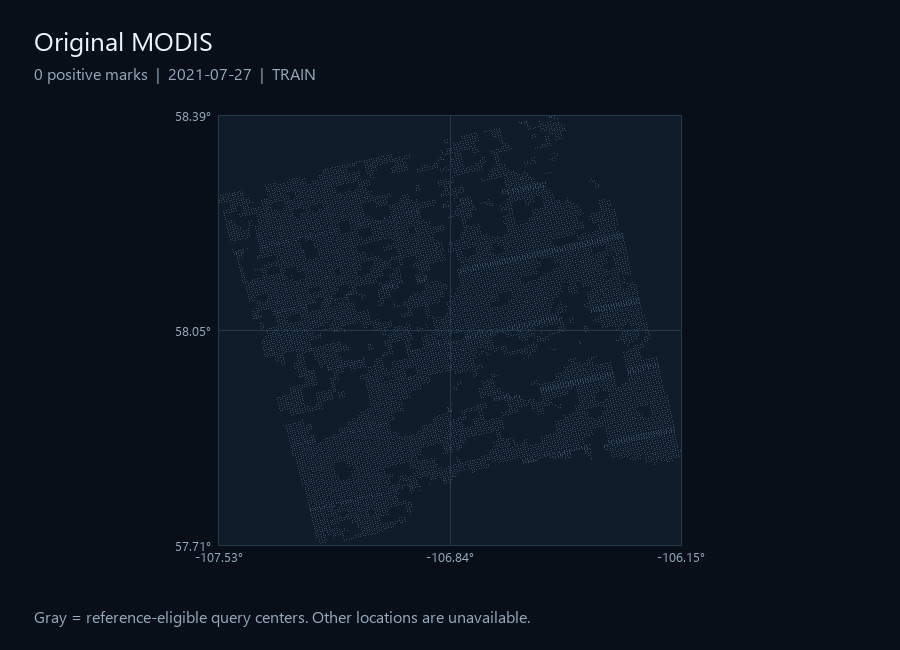 Original MODIS
0 positive marks | 2021-07-27 | TRAIN
58.39°
58.05°
57.71°
-107.53° -106.84° -106.15°
Gray = reference-eligible query centers. Other locations are unavailable.